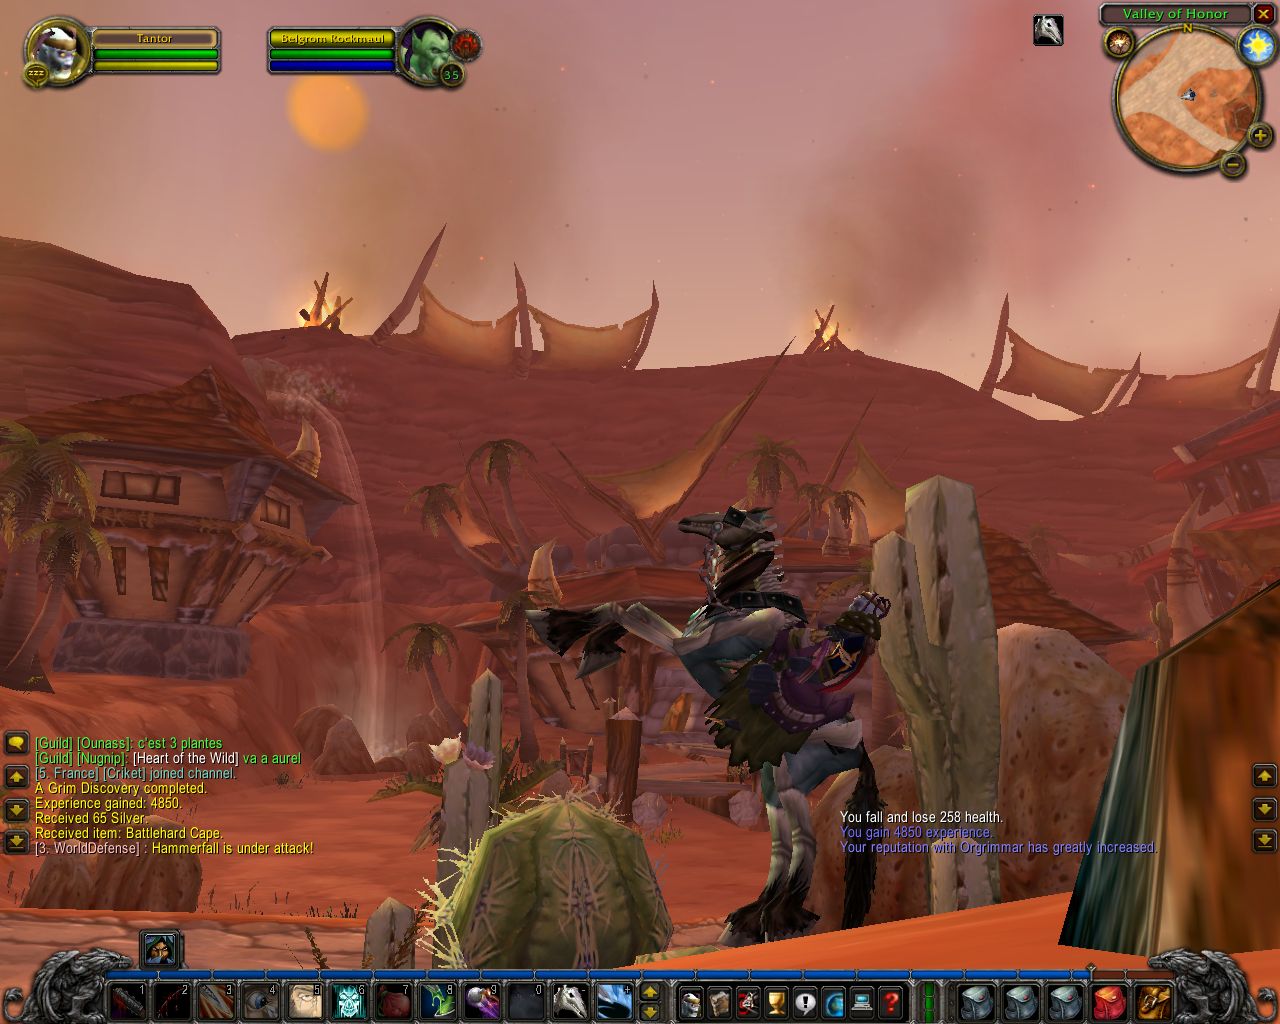 Tantor
zzz
Belgrom Rockmaul
35
Valley of Honor
N
[Guild] [Ounass]: c'est 3 plantes
[Guild] [Nugnip]: [Heart of the Wild] va a aurel
[5. France] [Criket] joined channel.
A Grim Discovery completed.
Experience gained: 4850.
Received 65 Silver.
Received item: Battlehard Cape.
[3. WorldDefense] : Hammerfall is under attack!
You fall and lose 258 health.
You gain 4850 experience.
Your reputation with Orgrimmar has greatly increased.
1 2 3 4 5 6 7 8 9 0 - +